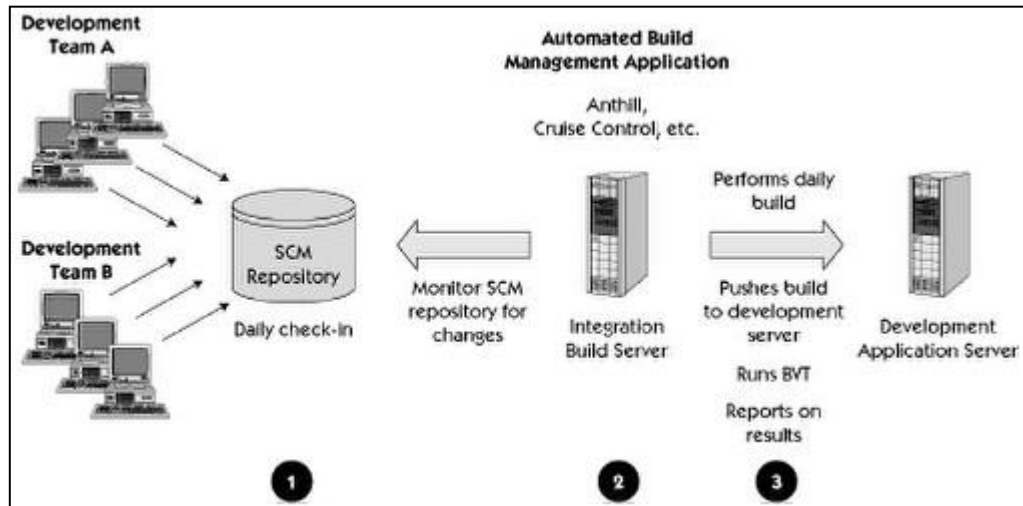 Development
Team A
Development
Team B
SCM
Repository
Daily check-in
Monitor SCM
repository for
changes
Automated Build
Management Application
Anthill,
Cruise Control, etc.
Integration
Build Server
Performs daily
build
Pushes build
to development
server
Runs BVT
Reports on
results
Development
Application Server
1
2
3